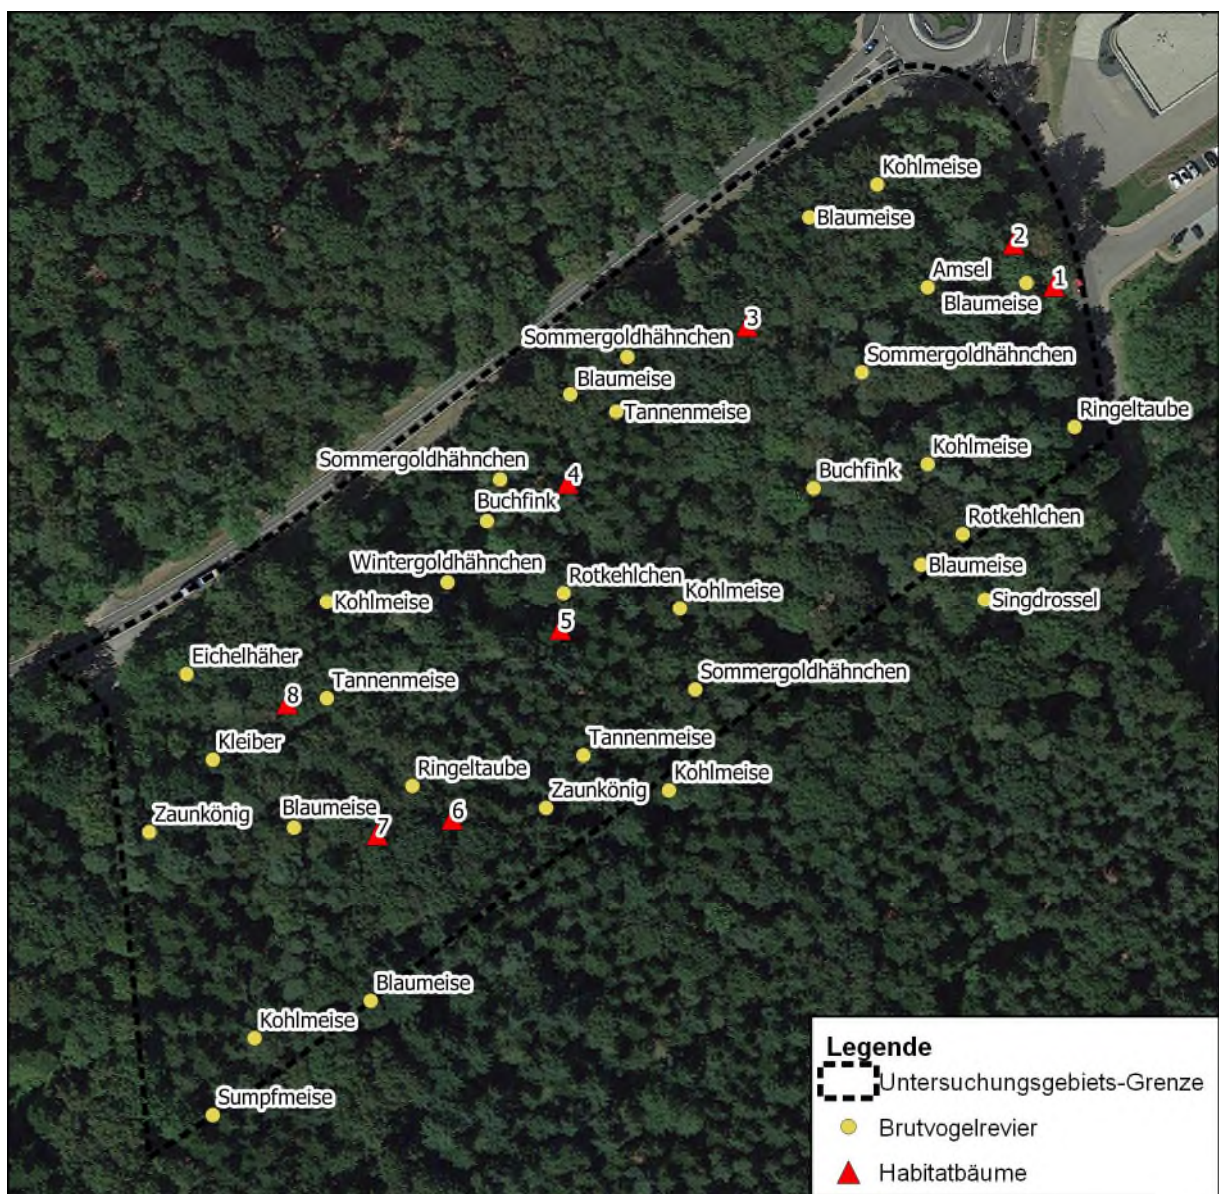 Kohlmeise
Blaumeise
2
Amsel
1
Blaumeise
3
Sommergoldhähnchen
Sommergoldhähnchen
Blaumeise
Tannenmeise
Ringeltaube
Kohlmeise
Sommergoldhähnchen
4
Buchfink
Buchfink
Rotkehlchen
Wintergoldhähnchen
Rotkehlchen
Blaumeise
Kohlmeise
Kohlmeise
Singdrossel
5
Eichelhäher
Sommergoldhähnchen
8
Tannenmeise
Kleiber
Tannenmeise
Ringeltaube
Kohlmeise
Zaunkönig
Blaumeise
7
6
Zaunkönig
Blaumeise
Kohlmeise
Sumpfmeise
Legende
Untersuchungsgebiets-Grenze
Brutvogelrevier
Habitatbäume